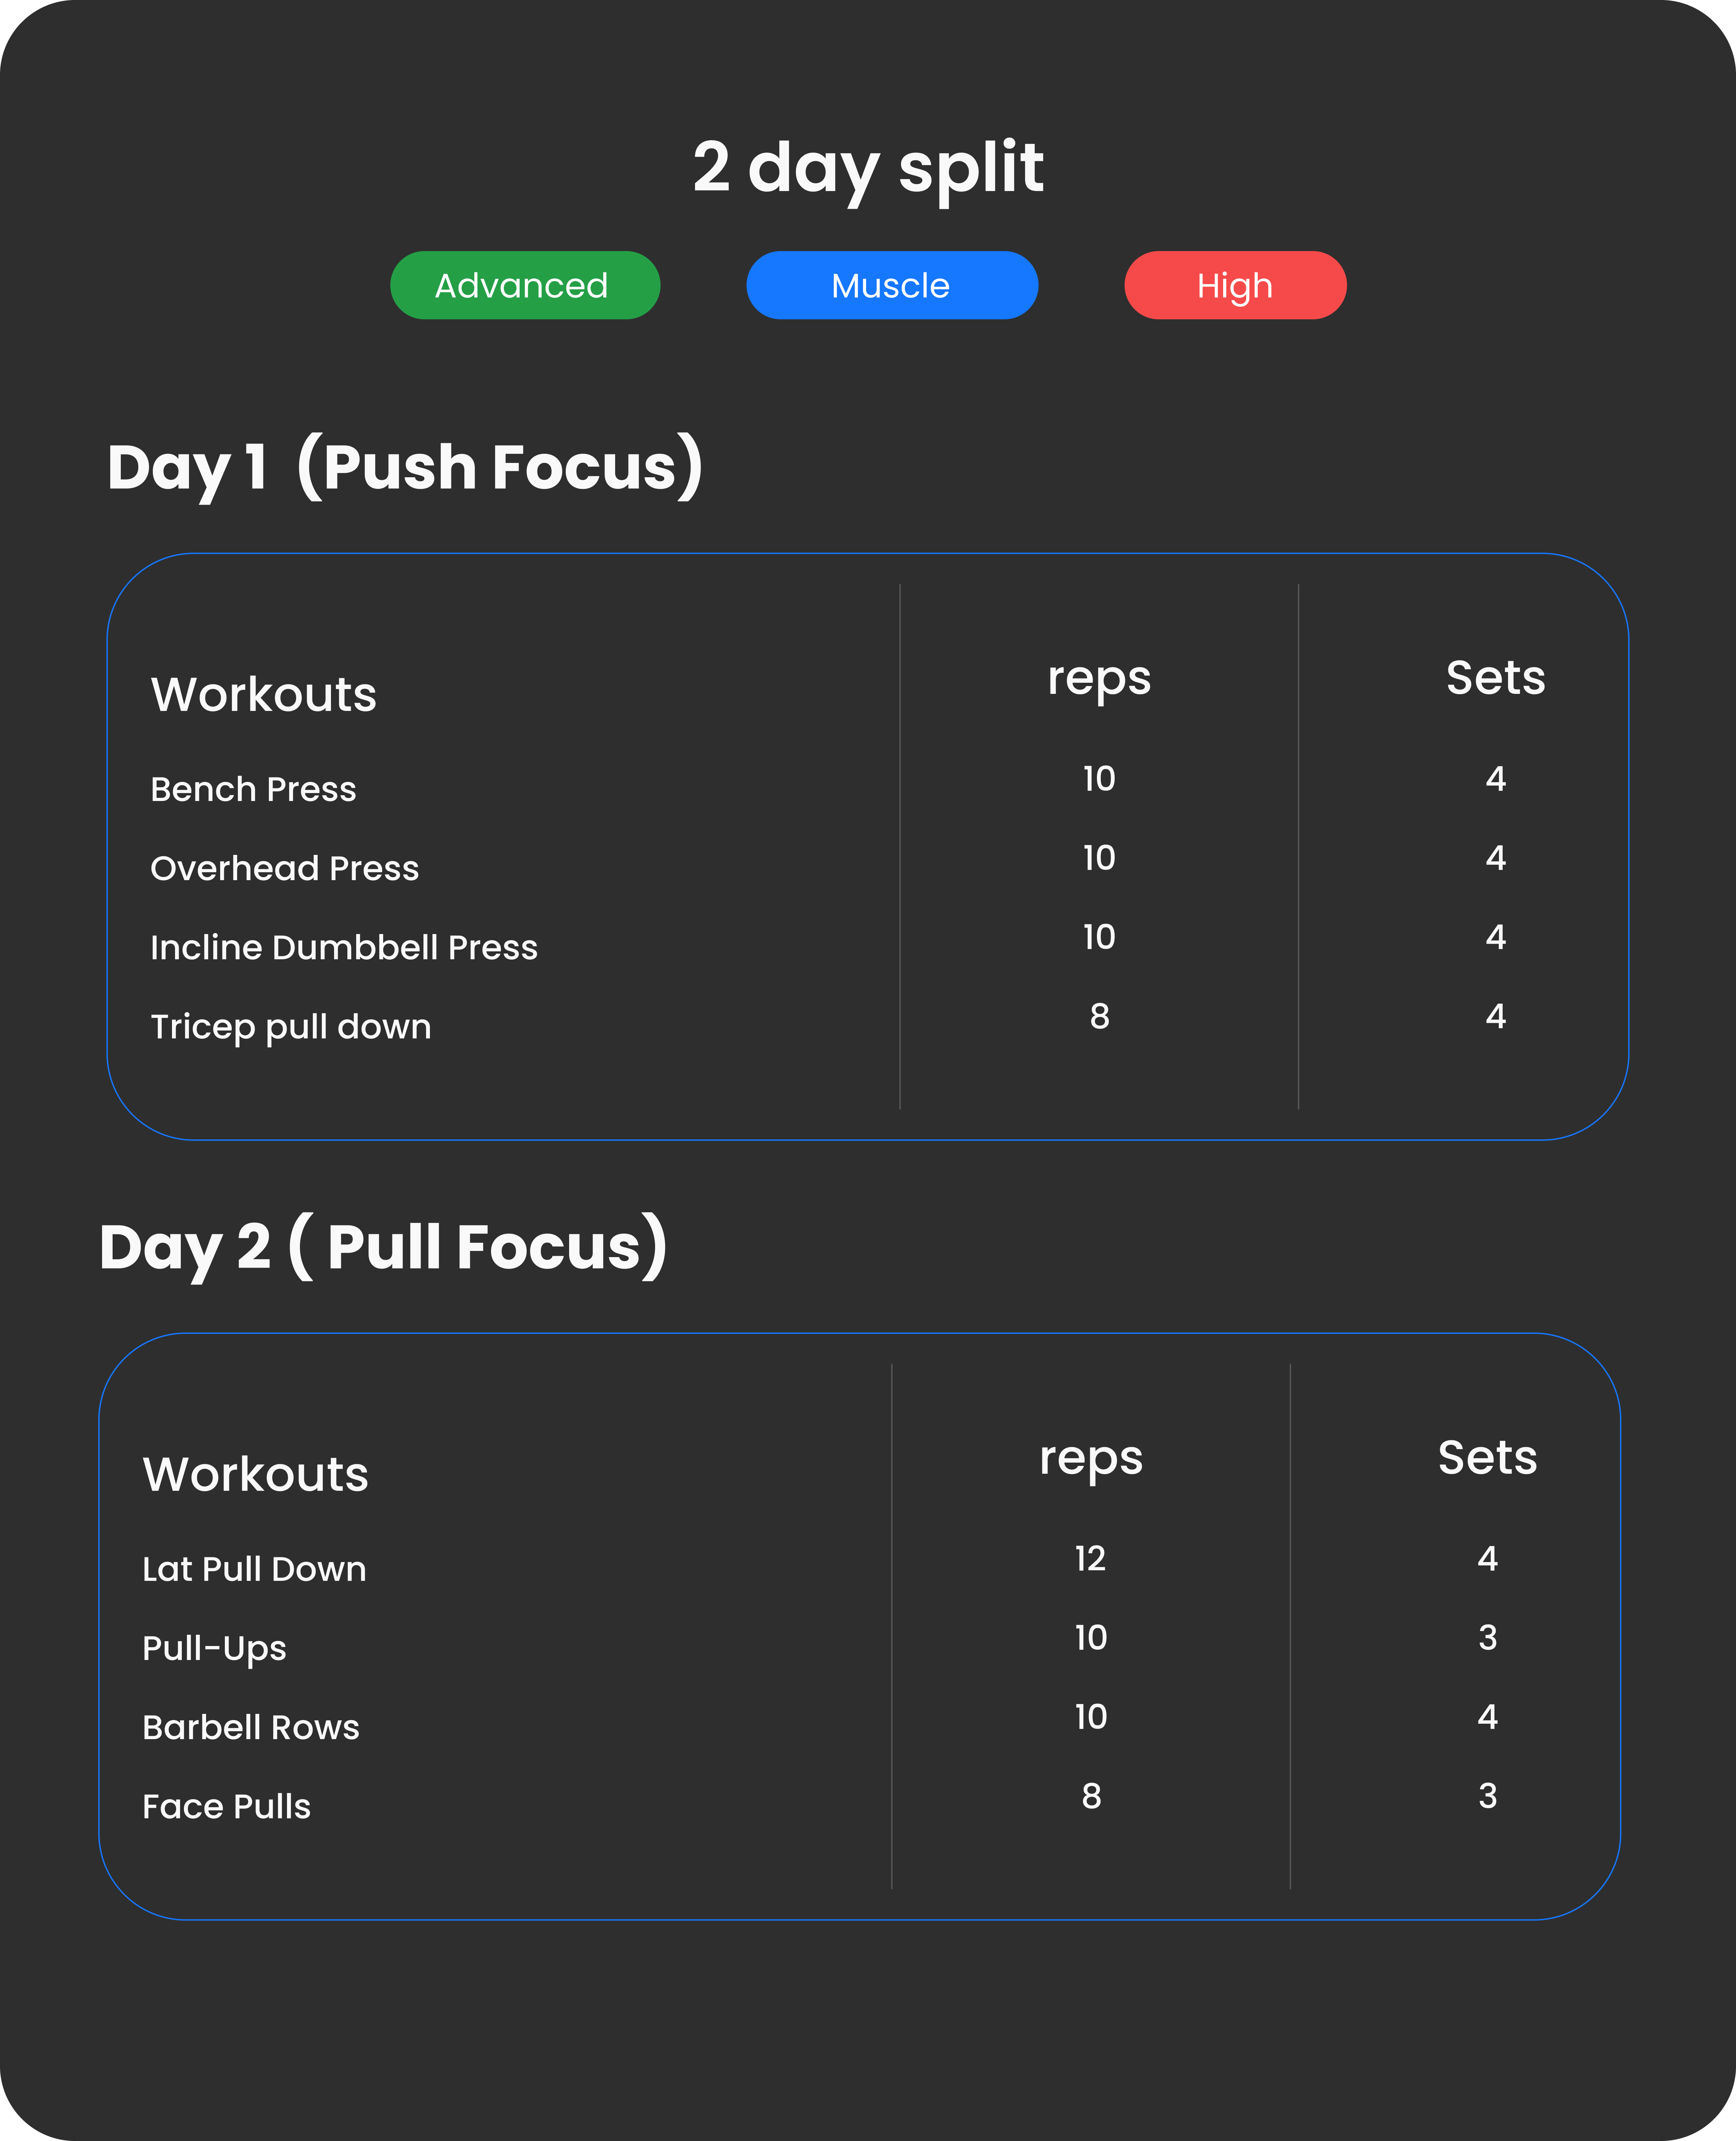 2 day split
Advanced Muscle High
Day 1 (Push Focus)
Workouts reps Sets
Bench Press 10 4
Overhead Press 10 4
Incline Dumbbell Press 10 4
Tricep pull down 8 4
Day 2 ( Pull Focus)
Workouts reps Sets
Lat Pull Down 12 4
Pull-Ups 10 3
Barbell Rows 10 4
Face Pulls 8 3